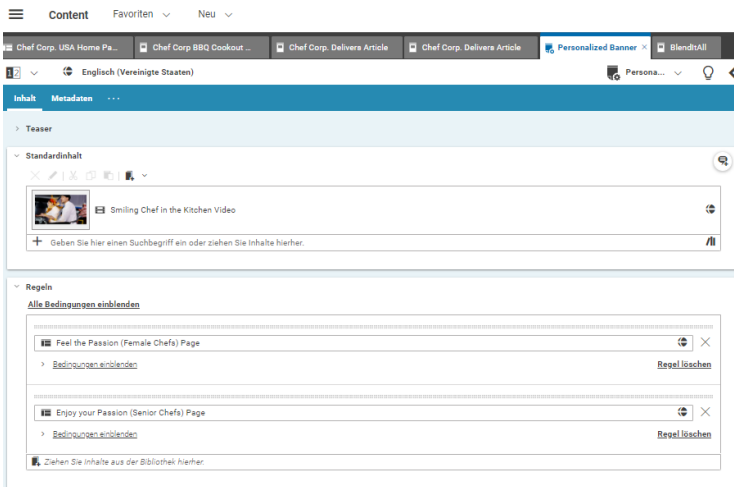 Content Favoriten Neu
Chef Corp. USA Home Pa... Chef Corp BBQ Cookout ... Chef Corp. Delivers Article Chef Corp. Delivers Article Personalized Banner × BlendItAll
1 2 Englisch (Vereinigte Staaten) Persona...
Inhalt Metadaten ...
Teaser
Standardinhalt
Smiling Chef in the Kitchen Video
Geben Sie hier einen Suchbegriff ein oder ziehen Sie Inhalte hierher.
Regeln
Alle Bedingungen einblenden
Feel the Passion (Female Chefs) Page
Bedingungen einblenden Regel löschen
Enjoy your Passion (Senior Chefs) Page
Bedingungen einblenden Regel löschen
Ziehen Sie Inhalte aus der Bibliothek hierher.